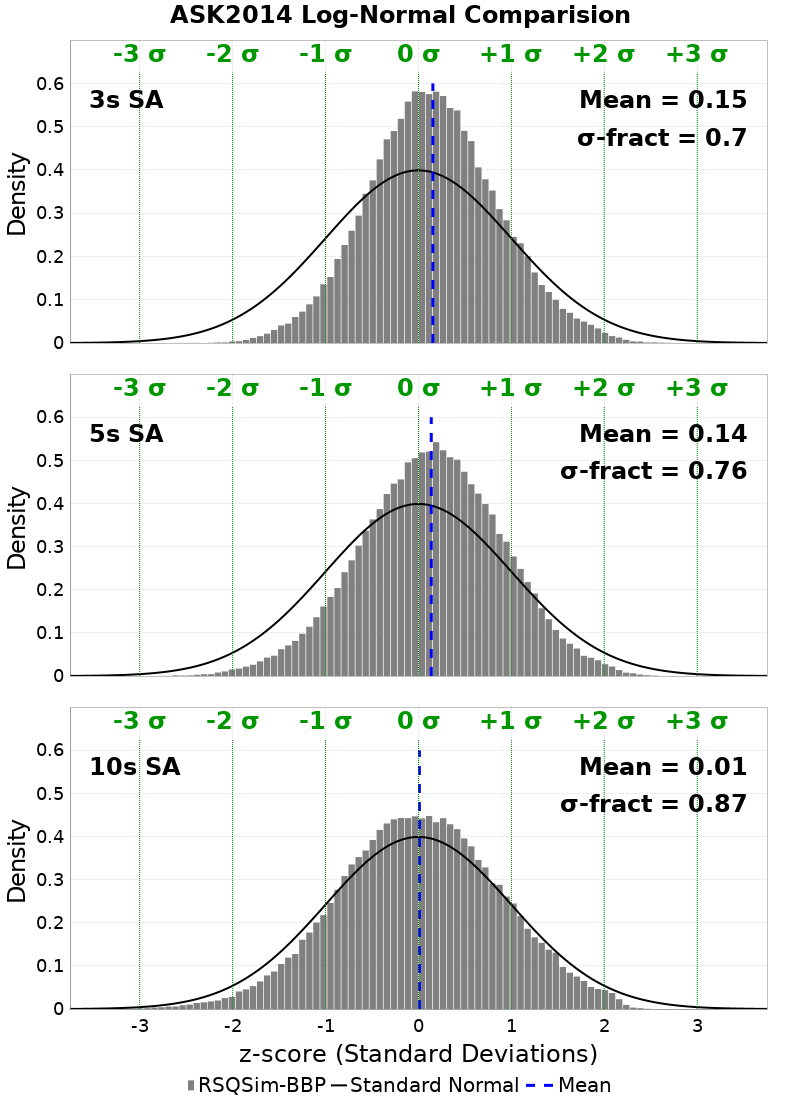 ASK2014 Log-Normal Comparision
-3 σ -2 σ -1 σ 0 σ +1 σ +2 σ +3 σ
3s SA
Mean = 0.15
σ-fract = 0.7
0.6
0.5
0.4
0.3
0.2
0.1
0
Density
-3 σ -2 σ -1 σ 0 σ +1 σ +2 σ +3 σ
5s SA
Mean = 0.14
σ-fract = 0.76
0.6
0.5
0.4
0.3
0.2
0.1
0
Density
-3 σ -2 σ -1 σ 0 σ +1 σ +2 σ +3 σ
10s SA
Mean = 0.01
σ-fract = 0.87
0.6
0.5
0.4
0.3
0.2
0.1
0
Density
-3 -2 -1 0 1 2 3
z-score (Standard Deviations)
RSQSim-BBP Standard Normal Mean